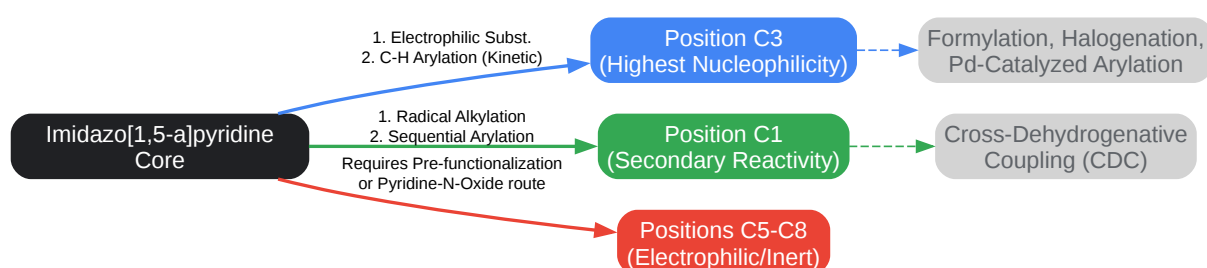 1. Electrophilic Subst.
2. C-H Arylation (Kinetic)
Position C3
(Highest Nucleophilicity)
Formylation, Halogenation,
Pd-Catalyzed Arylation
Imidazo[1,5-a]pyridine
Core
1. Radical Alkylation
2. Sequential Arylation
Position C1
(Secondary Reactivity)
Cross-Dehydrogenative
Coupling (CDC)
Requires Pre-functionalization
or Pyridine-N-Oxide route
Positions C5-C8
(Electrophilic/Inert)